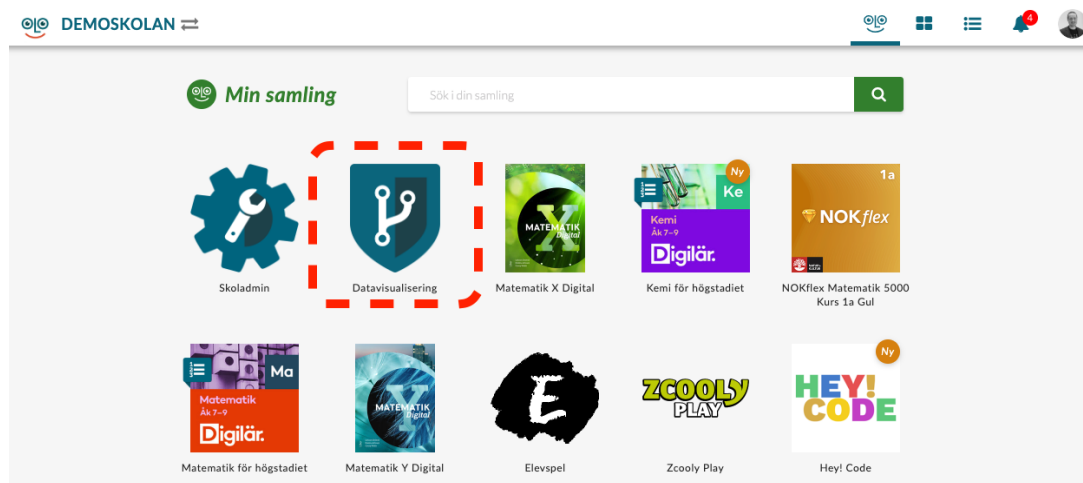 DEMOSKOLAN
4
Min samling
Sök i din samling
MATEMATIK
X
Digital
Ny
Ke
Kemi
Åk 7–9
Digilär.
1a
NOKflex
Skoladmin
Datavisualisering
Matematik X Digital
Kemi för högstadiet
NOKflex Matematik 5000
Kurs 1a Gul
Ma
Matematik
Åk 7–9
Digilär.
MATEMATIK
Y
Digital
E
ZCOOLY
PLAY
Ny
HEY!
CODE
Matematik för högstadiet
Matematik Y Digital
Elevspel
Zcooly Play
Hey! Code